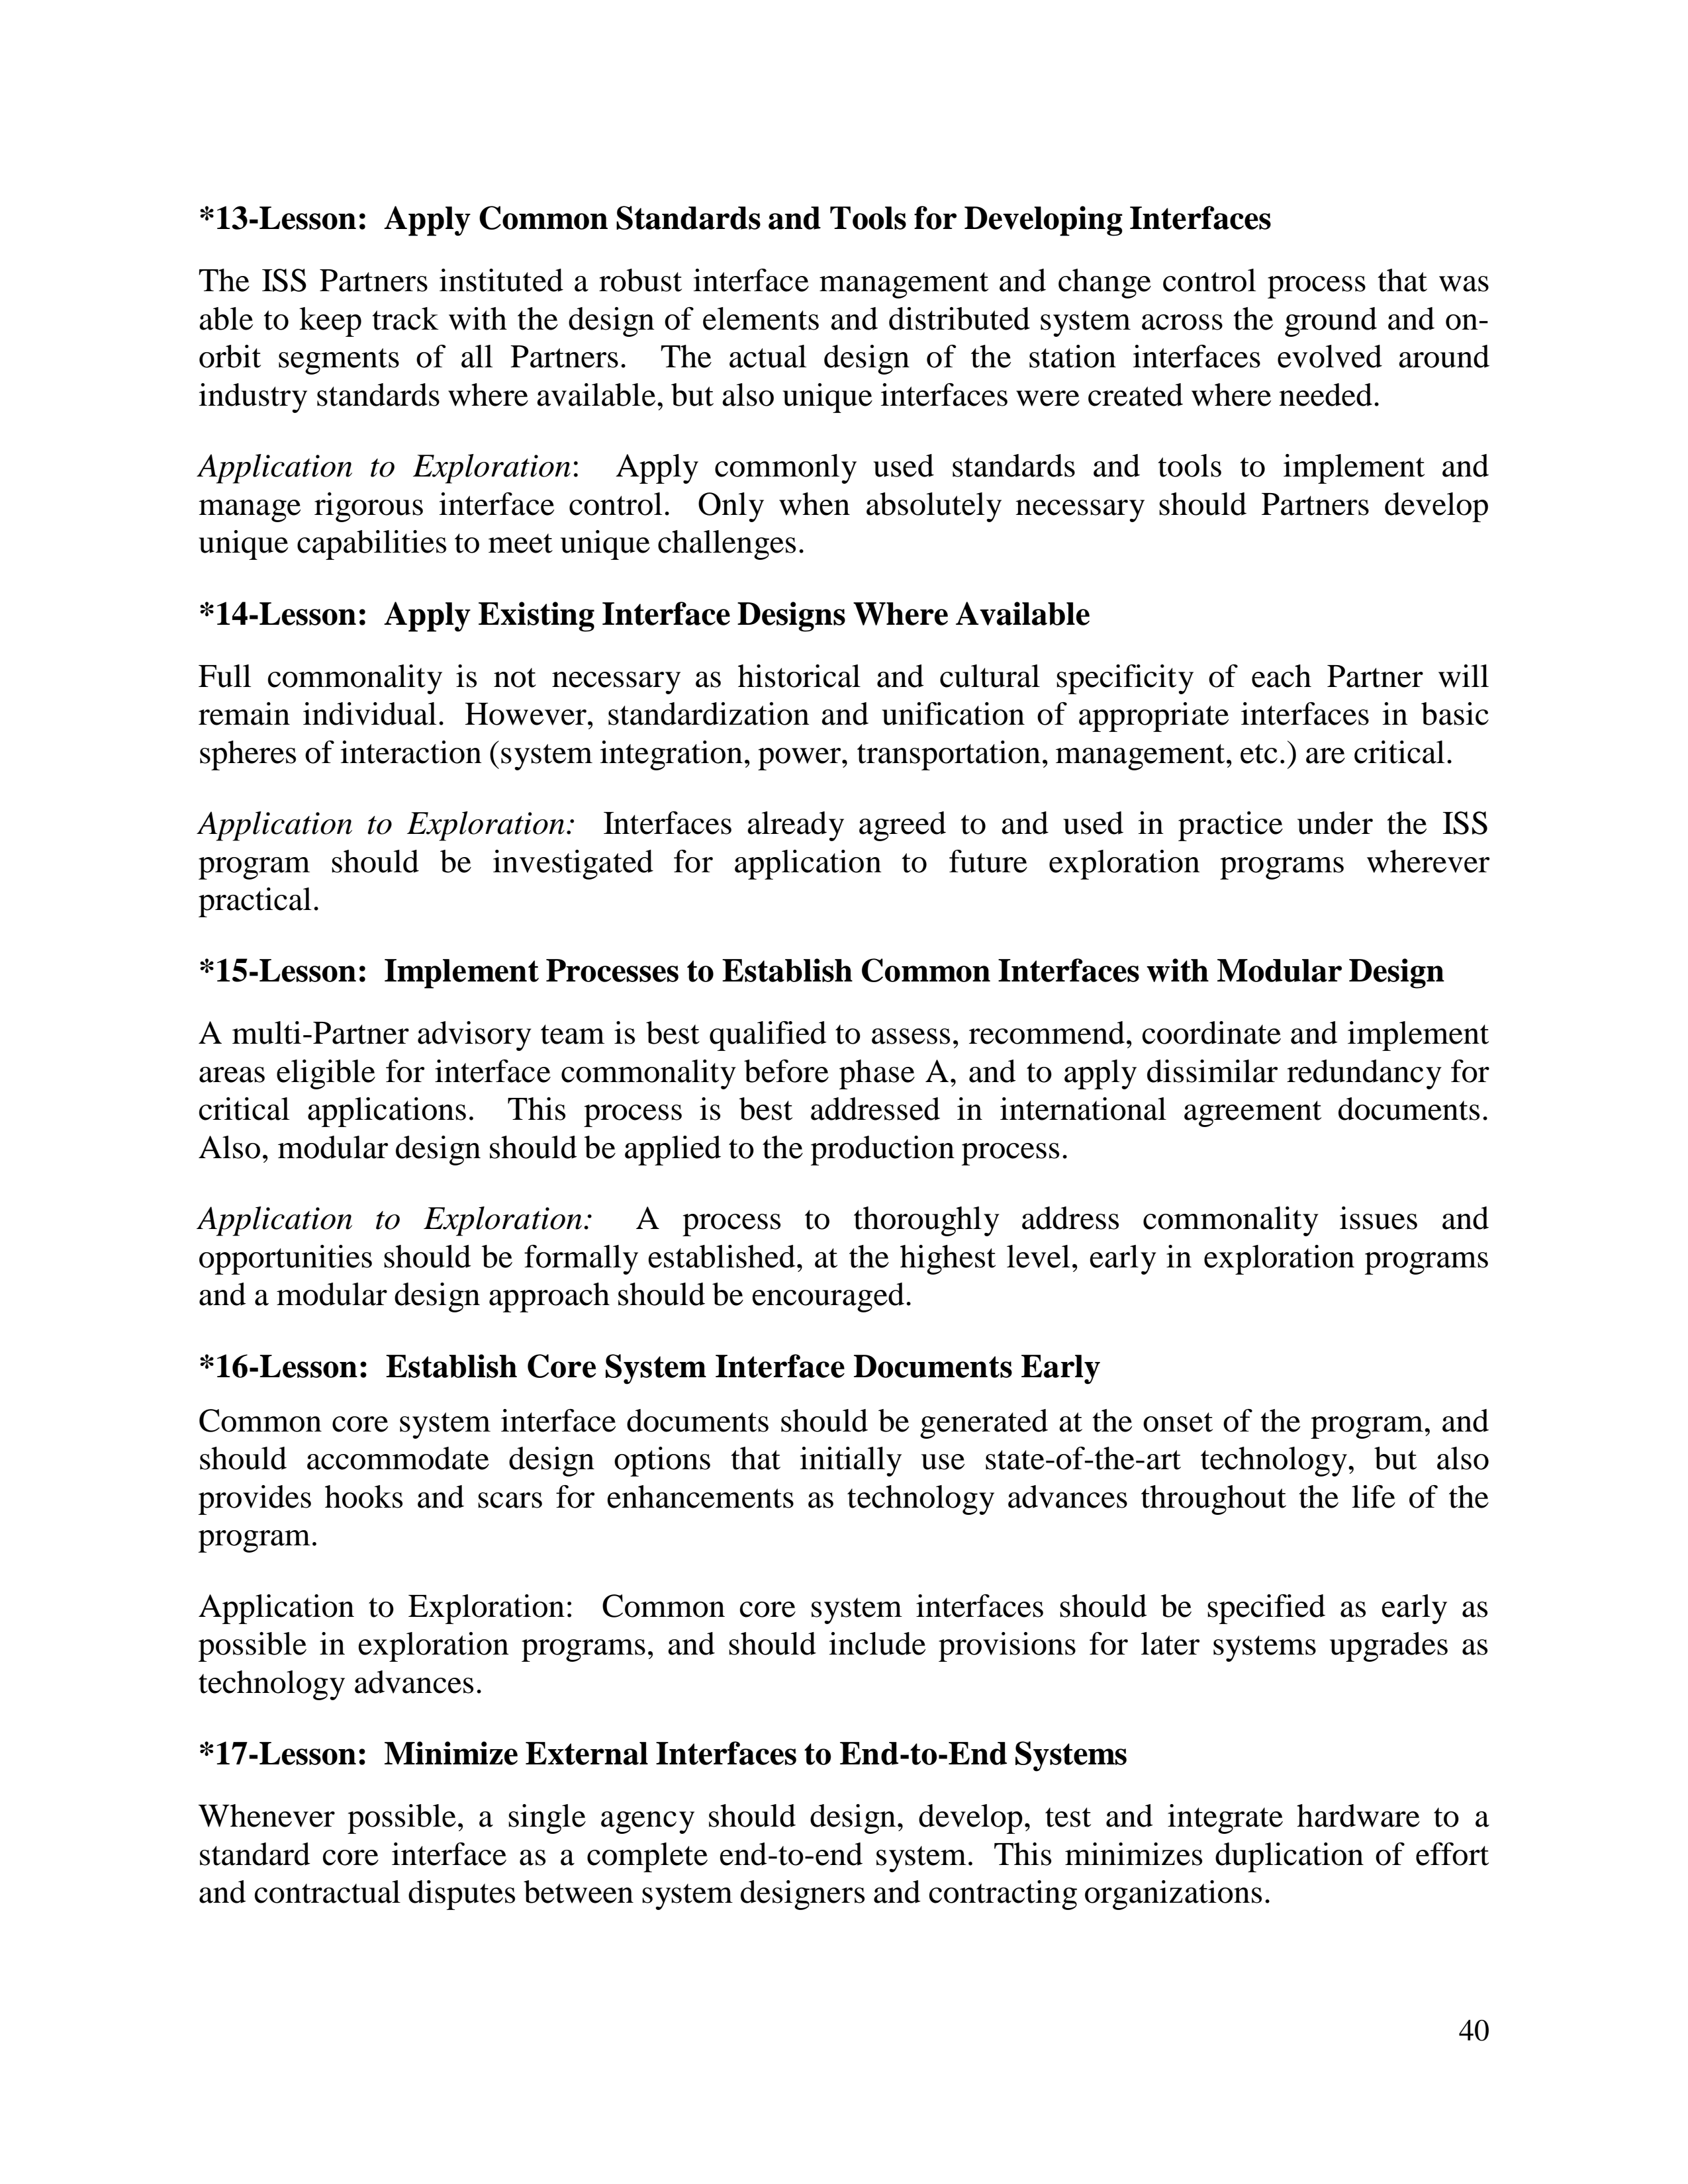 *13-Lesson:  Apply Common Standards and Tools for Developing Interfaces
The ISS Partners instituted a robust interface management and change control process that was
able to keep track with the design of elements and distributed system across the ground and on-
orbit segments of all Partners.  The actual design of the station interfaces evolved around
industry standards where available, but also unique interfaces were created where needed.
Application to Exploration:  Apply commonly used standards and tools to implement and
manage rigorous interface control.  Only when absolutely necessary should Partners develop
unique capabilities to meet unique challenges.
*14-Lesson:  Apply Existing Interface Designs Where Available
Full commonality is not necessary as historical and cultural specificity of each Partner will
remain individual.  However, standardization and unification of appropriate interfaces in basic
spheres of interaction (system integration, power, transportation, management, etc.) are critical.
Application to Exploration:  Interfaces already agreed to and used in practice under the ISS
program should be investigated for application to future exploration programs wherever
practical.
*15-Lesson:  Implement Processes to Establish Common Interfaces with Modular Design
A multi-Partner advisory team is best qualified to assess, recommend, coordinate and implement
areas eligible for interface commonality before phase A, and to apply dissimilar redundancy for
critical applications.  This process is best addressed in international agreement documents.
Also, modular design should be applied to the production process.
Application to Exploration:  A process to thoroughly address commonality issues and
opportunities should be formally established, at the highest level, early in exploration programs
and a modular design approach should be encouraged.
*16-Lesson:  Establish Core System Interface Documents Early
Common core system interface documents should be generated at the onset of the program, and
should accommodate design options that initially use state-of-the-art technology, but also
provides hooks and scars for enhancements as technology advances throughout the life of the
program.
Application to Exploration:  Common core system interfaces should be specified as early as
possible in exploration programs, and should include provisions for later systems upgrades as
technology advances.
*17-Lesson:  Minimize External Interfaces to End-to-End Systems
Whenever possible, a single agency should design, develop, test and integrate hardware to a
standard core interface as a complete end-to-end system.  This minimizes duplication of effort
and contractual disputes between system designers and contracting organizations.
40